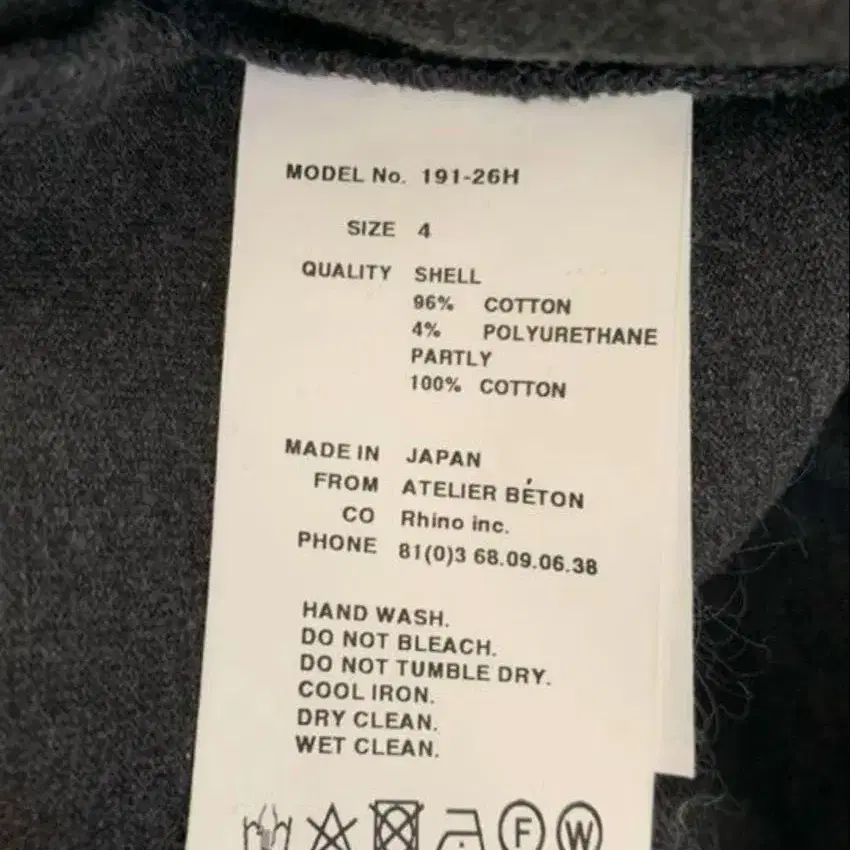 MODEL No. 191-26H
SIZE 4
QUALITY SHELL
96% COTTON
4% POLYURETHANE
PARTLY
100% COTTON
MADE IN JAPAN
FROM ATELIER BÉTON
CO Rhino inc.
PHONE 81(0)3 68.09.06.38
HAND WASH.
DO NOT BLEACH.
DO NOT TUMBLE DRY.
COOL IRON.
DRY CLEAN.
WET CLEAN.
F W